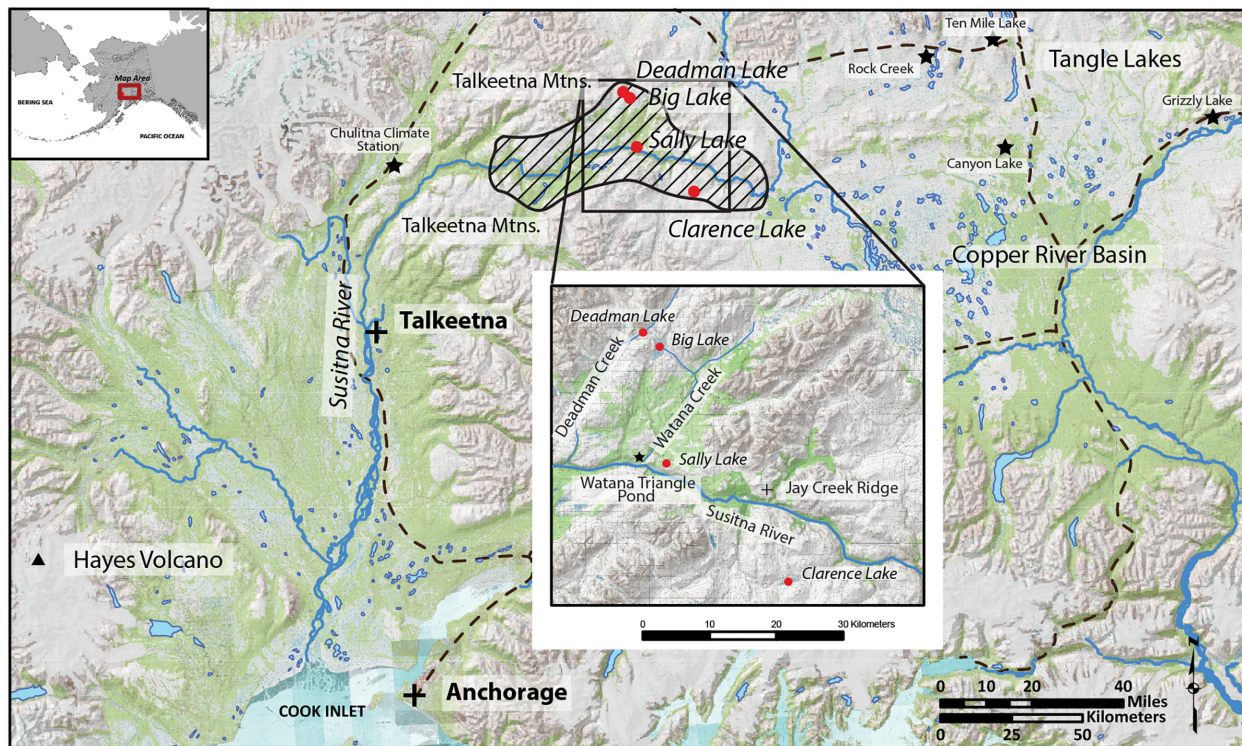 Map Area
BERING SEA
PACIFIC OCEAN
Ten Mile Lake
Rock Creek
Tangle Lakes
Talkeetna Mtns.
Deadman Lake
Big Lake
Grizzly Lake
Chulitna Climate
Station
Sally Lake
Canyon Lake
Talkeetna Mtns.
Clarence Lake
Copper River Basin
Susitna River
Talkeetna
Deadman Lake
Big Lake
Deadman Creek
Watana Creek
Sally Lake
Watana Triangle
Pond
Jay Creek Ridge
Susitna River
Clarence Lake
0 10 20 30 Kilometers
Hayes Volcano
Anchorage
COOK INLET
0 10 20 40
Miles
Kilometers
0 25 50
N